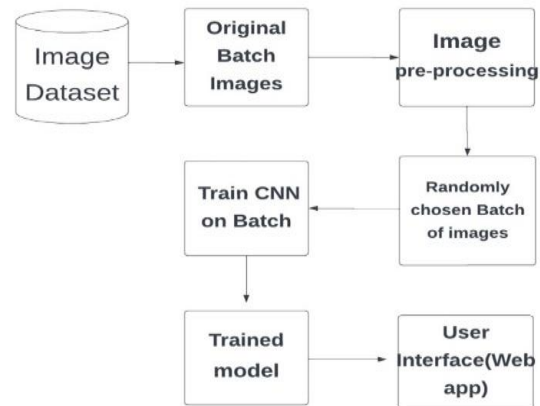 Image
Dataset
Original
Batch
Images
Image
pre-processing
Randomly
chosen Batch
of images
Train CNN
on Batch
Trained
model
User
Interface(Web
app)